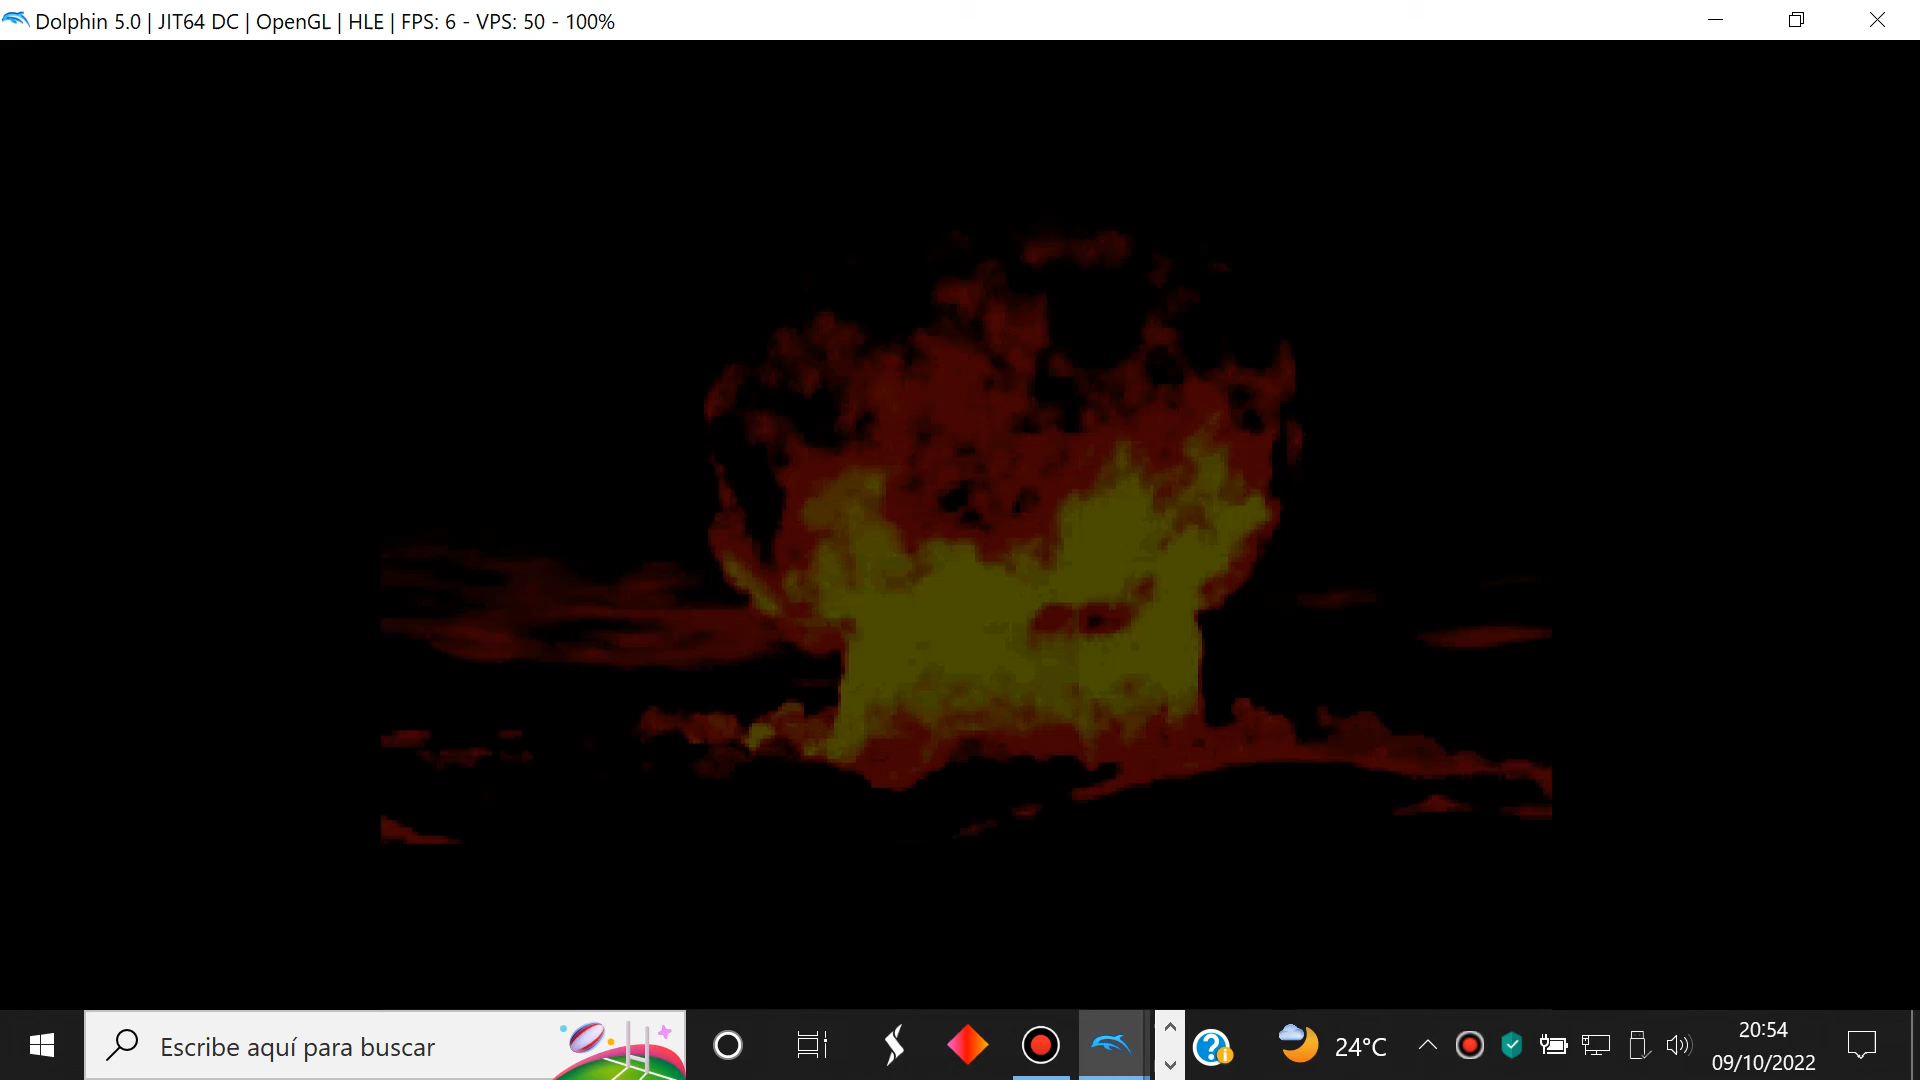 Dolphin 5.0 | JIT64 DC | OpenGL | HLE | FPS: 6 - VPS: 50 - 100%
Escribe aquí para buscar
24°C
20:54
09/10/2022